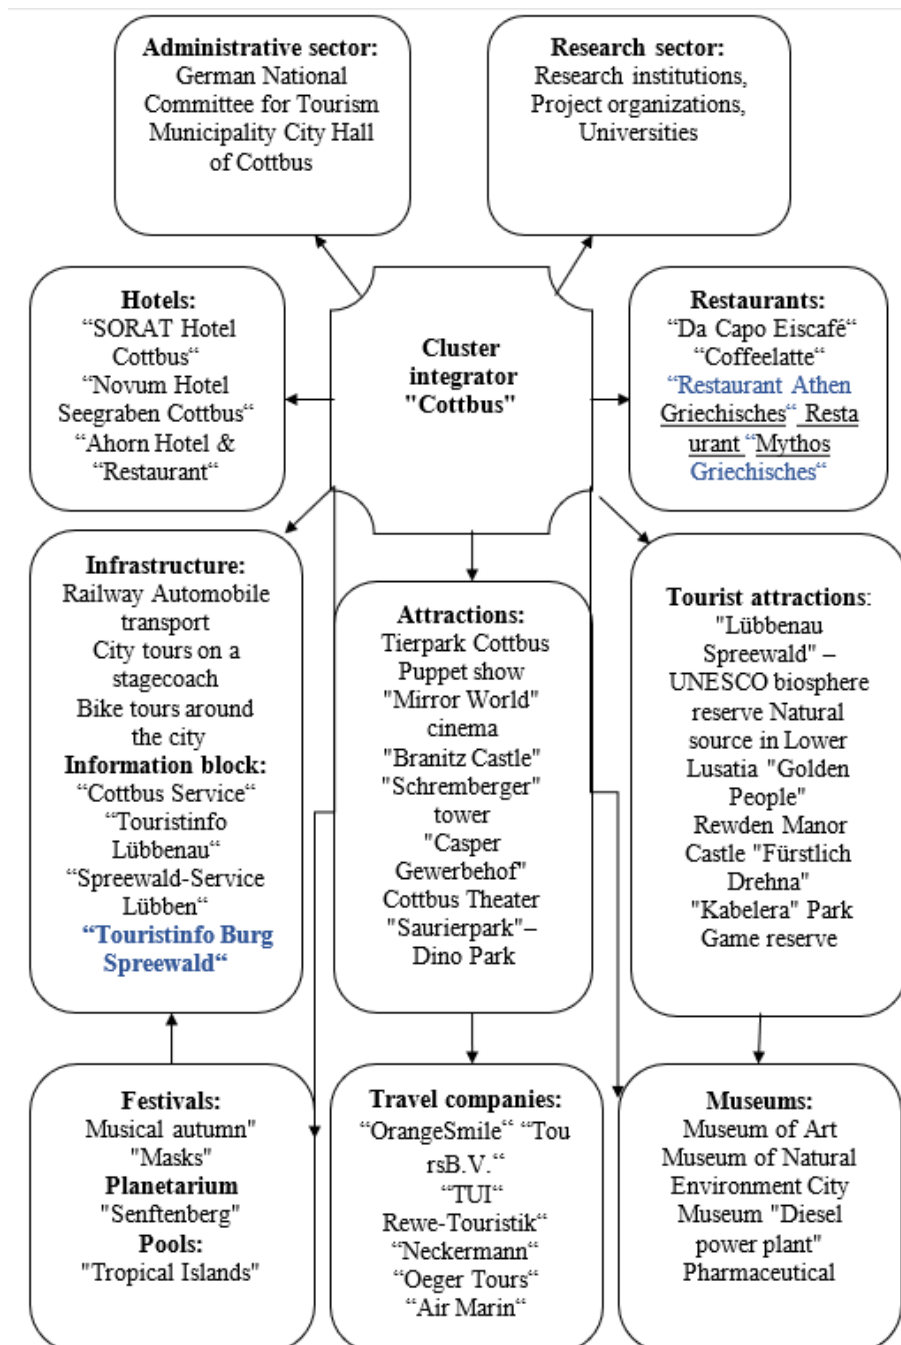 Administrative sector:
German National
Committee for Tourism
Municipality City Hall
of Cottbus
Research sector:
Research institutions,
Project organizations,
Universities
Hotels:
“SORAT Hotel
Cottbus“
“Novum Hotel
Seegraben Cottbus“
“Ahorn Hotel &
“Restaurant“
Cluster
integrator
"Cottbus"
Restaurants:
“Da Capo Eiscafé“
“Coffeelatte“
“Restaurant Athen
Griechisches“ Resta
urant “Mythos
Griechisches“
Infrastructure:
Railway Automobile
transport
City tours on a
stagecoach
Bike tours around
the city
Information block:
“Cottbus Service“
“Touristinfo
Lübbenau“
“Spreewald-Service
Lübben“
“Touristinfo Burg
Spreewald“
Attractions:
Tierpark Cottbus
Puppet show
"Mirror World"
cinema
"Branitz Castle"
"Schremberger"
tower
"Casper
Gewerbehof"
Cottbus Theater
"Saurierpark"–
Dino Park
Tourist attractions:
"Lübbenau
Spreewald" –
UNESCO biosphere
reserve Natural
source in Lower
Lusatia "Golden
People"
Rewden Manor
Castle "Fürstlich
Drehna"
"Kabelera" Park
Game reserve
Festivals:
Musical autumn"
"Masks"
Planetarium
"Senftenberg"
Pools:
"Tropical Islands"
Travel companies:
“OrangeSmile“ “Tou
rsB.V.“
“TUI“
Rewe-Touristik“
“Neckermann“
“Oeger Tours“
“Air Marin“
Museums:
Museum of Art
Museum of Natural
Environment City
Museum "Diesel
power plant"
Pharmaceutical